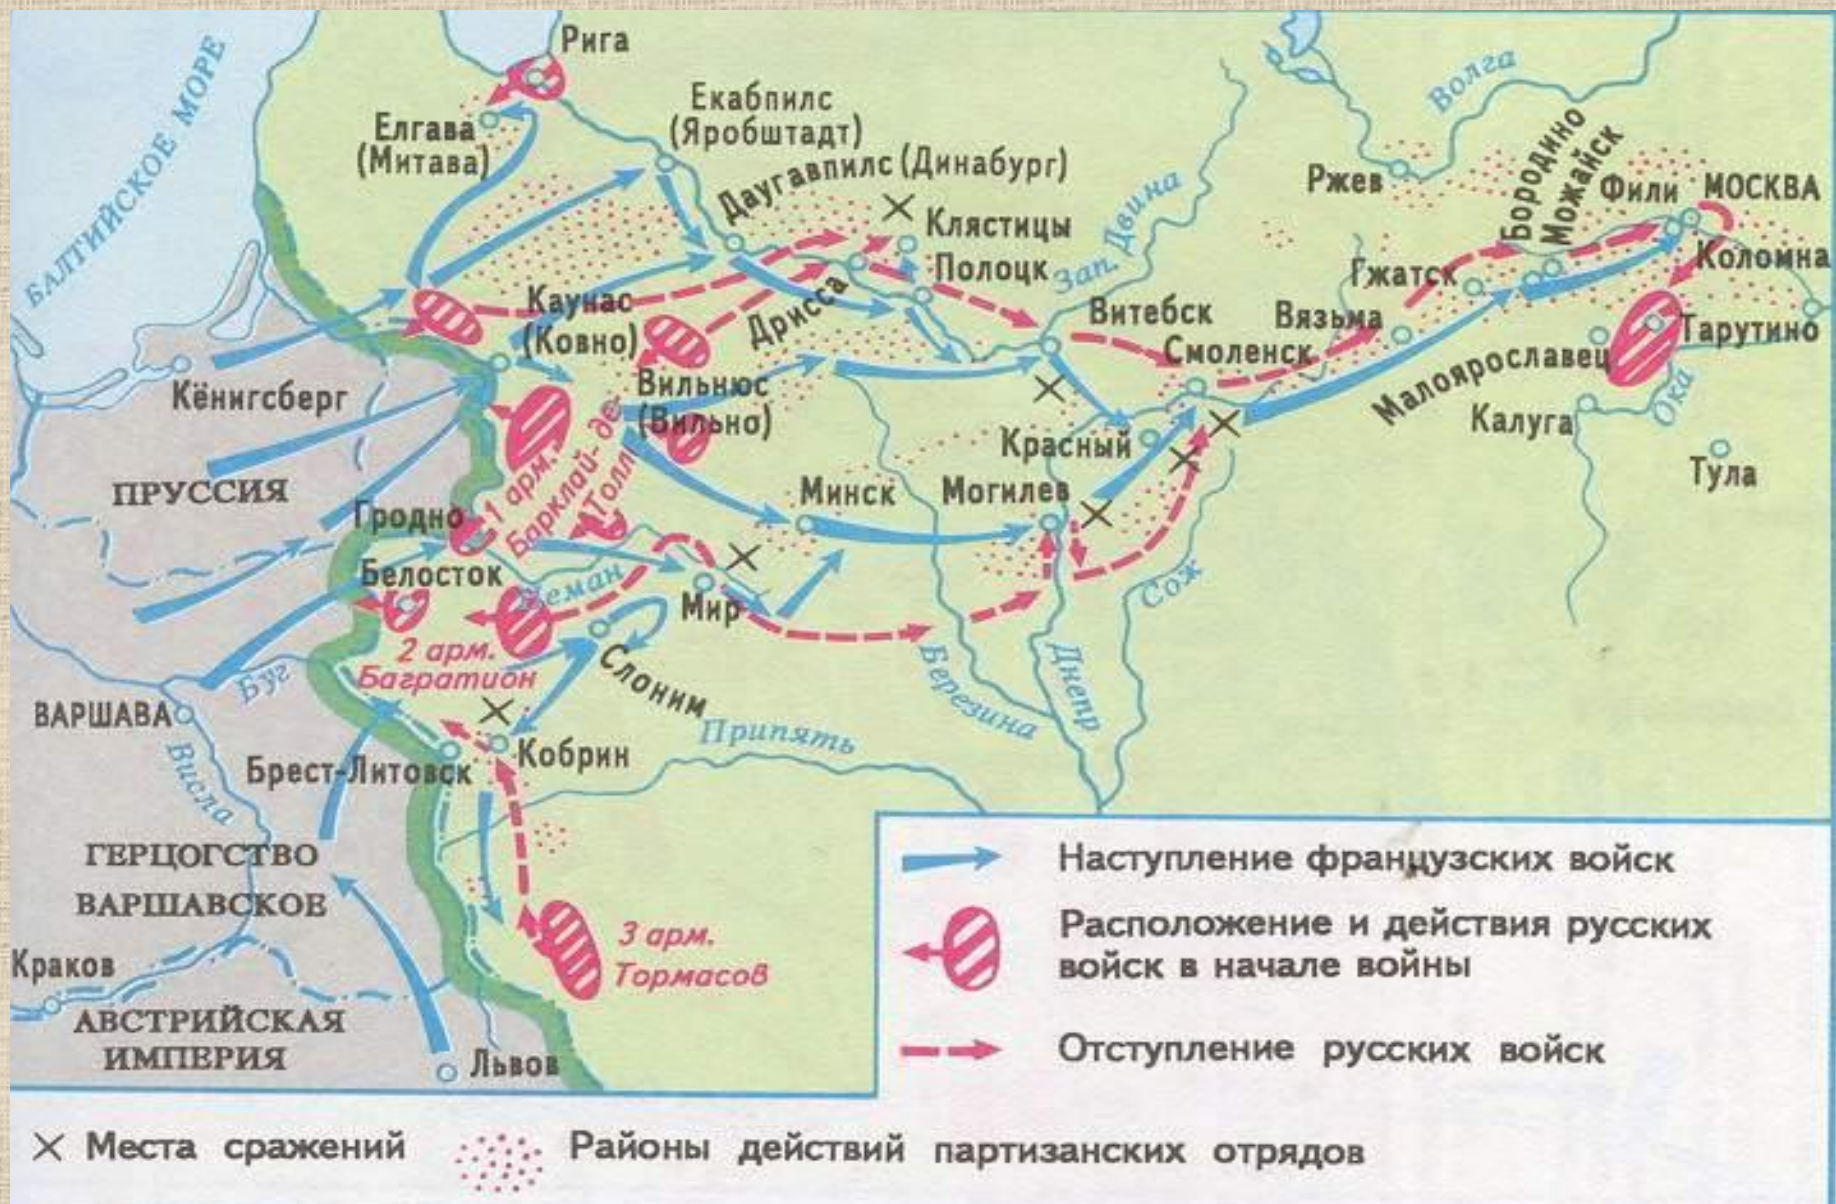 Рига
БАЛТИЙСКОЕ МОРЕ
Елгава
(Митава)
Екабпилс
(Яробштадт)
Даугавпилс (Динабург)
Клястицы
Полоцк
Зап. Двина
Волга
Ржев
Бородино
Можайск
Фили
МОСКВА
Коломна
Гжатск
Тарутино
Вязьма
Витебск
Смоленск
Малоярославец
Калуга
Ока
Тула
Каунас
(Ковно)
Дрисса
Вильнюс
(Вильно)
Кёнигсберг
ПРУССИЯ
Красный
Минск
Могилев
Гродно
1 арм.
Барклай-де-
Толли
Белосток
Неман
Мир
Сож
2 арм.
Багратион
Слоним
Березина
Днепр
Буг
ВАРШАВА
Висла
Брест-Литовск
Кобрин
Припять
ГЕРЦОГСТВО
ВАРШАВСКОЕ
Краков
АВСТРИЙСКАЯ
ИМПЕРИЯ
Львов
3 арм.
Тормасов
Наступление французских войск
Расположение и действия русских
войск в начале войны
Отступление русских войск
Места сражений
Районы действий партизанских отрядов